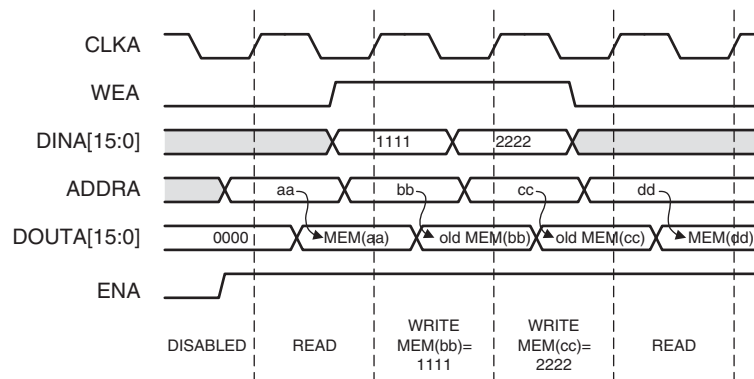 CLKA
WEA
DINA[15:0] 1111 2222
ADDRA aa bb cc dd
DOUTA[15:0] 0000 MEM(aa) old MEM(bb) old MEM(cc) MEM(dd)
ENA
DISABLED READ WRITE MEM(bb)= 1111 WRITE MEM(cc)= 2222 READ